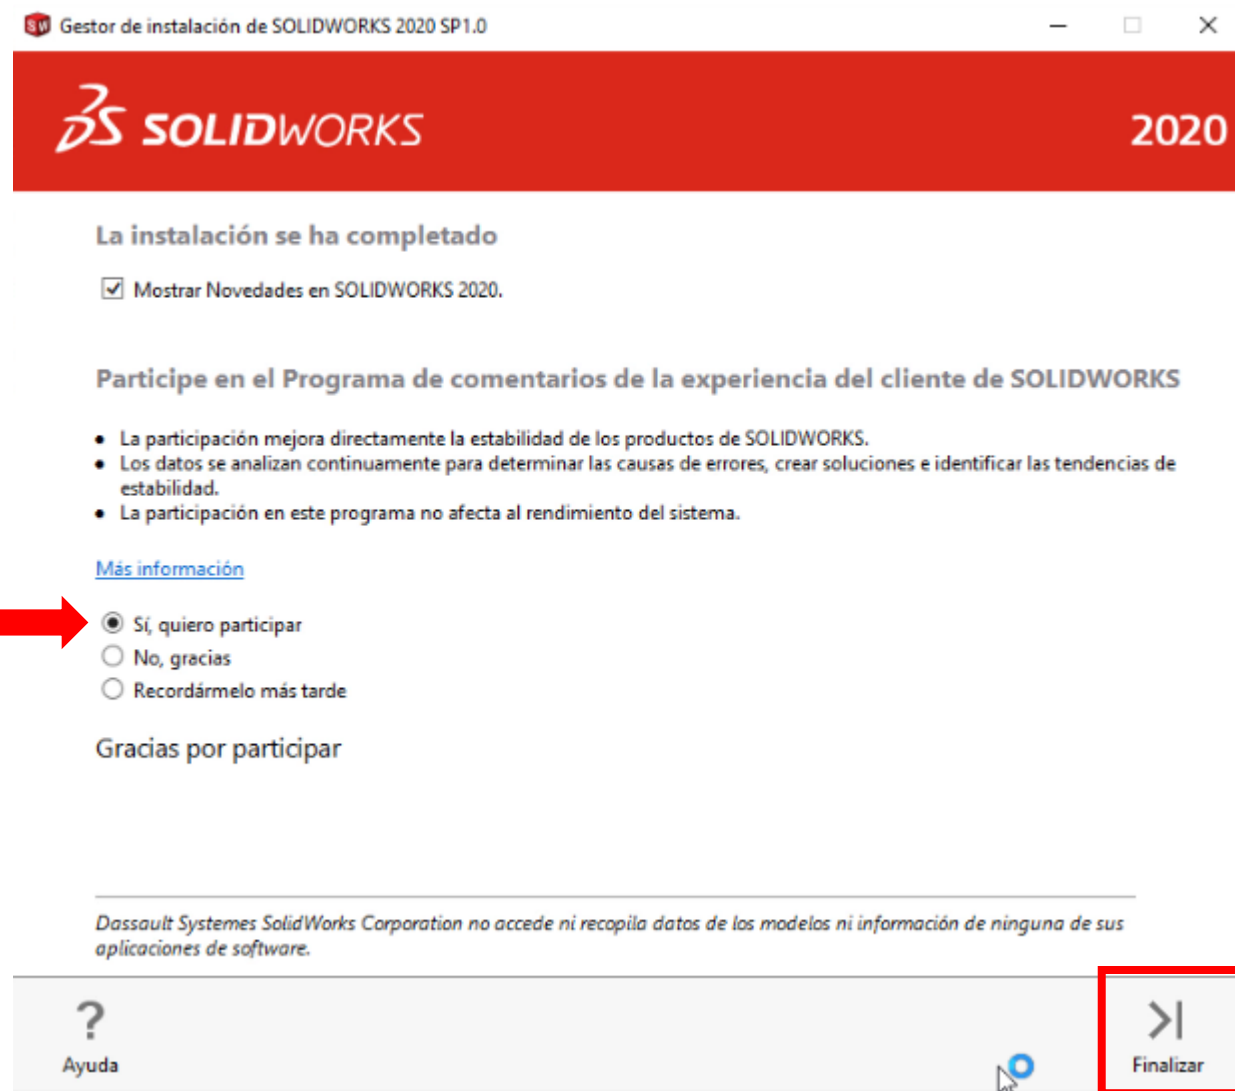 Gestor de instalación de SOLIDWORKS 2020 SP1.0
SOLIDWORKS
2020
La instalación se ha completado
Mostrar Novedades en SOLIDWORKS 2020.
Participe en el Programa de comentarios de la experiencia del cliente de SOLIDWORKS
• La participación mejora directamente la estabilidad de los productos de SOLIDWORKS.
• Los datos se analizan continuamente para determinar las causas de errores, crear soluciones e identificar las tendencias de
estabilidad.
• La participación en este programa no afecta al rendimiento del sistema.
Más información
Sí, quiero participar
No, gracias
Recordármelo más tarde
Gracias por participar
Dassault Systemes SolidWorks Corporation no accede ni recopila datos de los modelos ni información de ninguna de sus
aplicaciones de software.
?
Ayuda
Finalizar